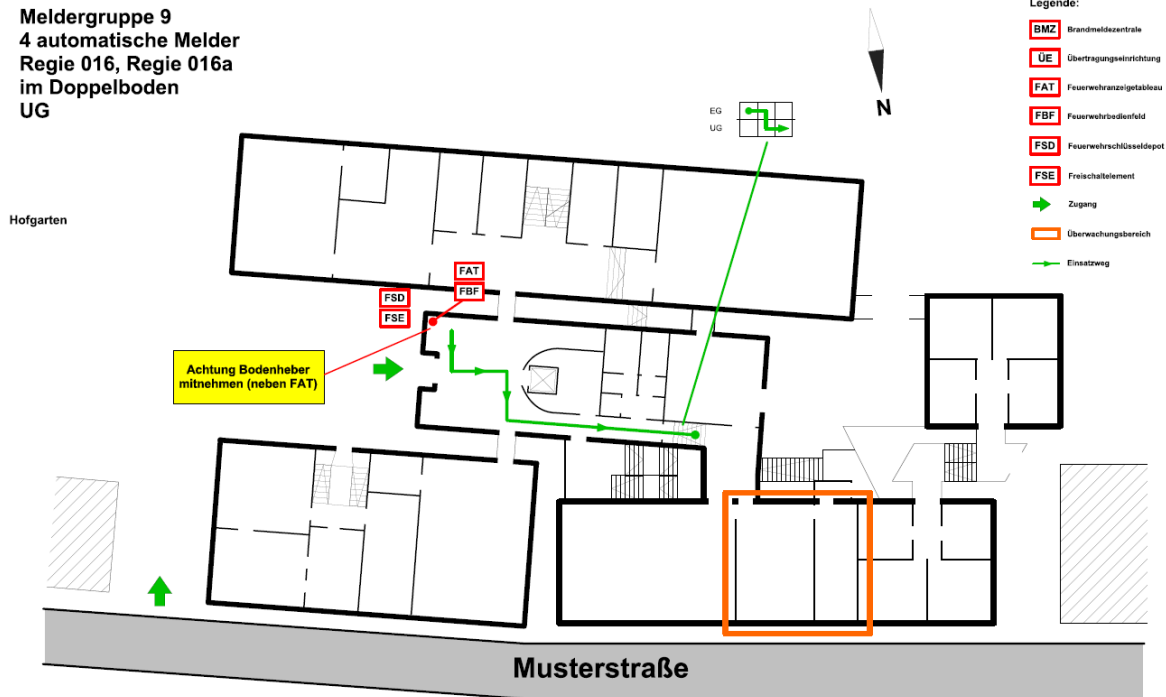 Meldergruppe 9
4 automatische Melder
Regie 016, Regie 016a
im Doppelboden
UG
Legende:
BMZ Brandmeldezentrale
ÜE Übertragungseinrichtung
FAT Feuerwehranzeigetableau
FBF Feuerwehrbedienfeld
FSD Feuerwehrschlüsseldepot
FSE Freischaltelement
Zugang
Überwachungsbereich
Einsatzweg
N
EG
UG
Hofgarten
FAT
FBF
FSD
FSE
Achtung Bodenheber
mitnehmen (neben FAT)
Musterstraße